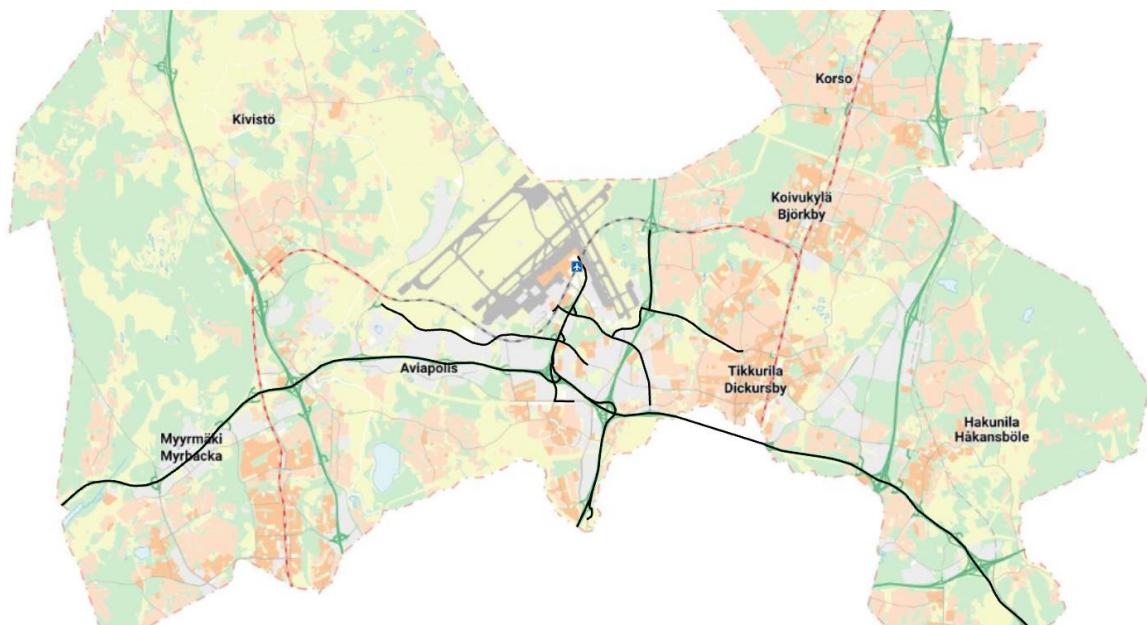 Korso
Kivistö
Koivukylä
Björkby
Aviapolis
Tikkurila
Dickursby
Hakunila
Håkansböle
Myyrmäki
Myrbacka